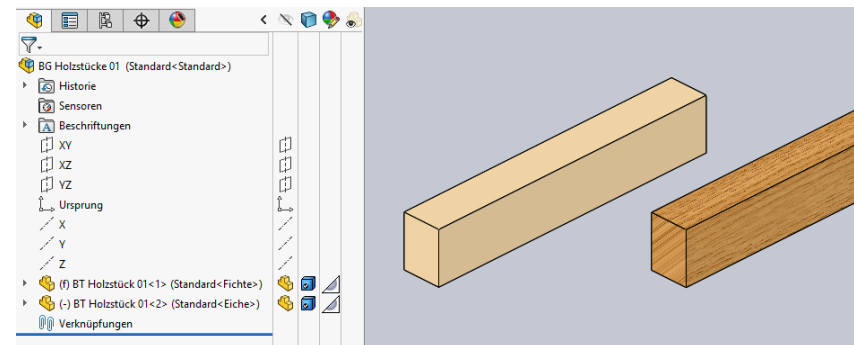 BG Holzstücke 01 (Standard<Standard>)
Historie
Sensoren
Beschriftungen
XY
XZ
YZ
Ursprung
X
Y
Z
(f) BT Holzstück 01<1> (Standard<Fichte>)
(-) BT Holzstück 01<2> (Standard<Eiche>)
Verknüpfungen